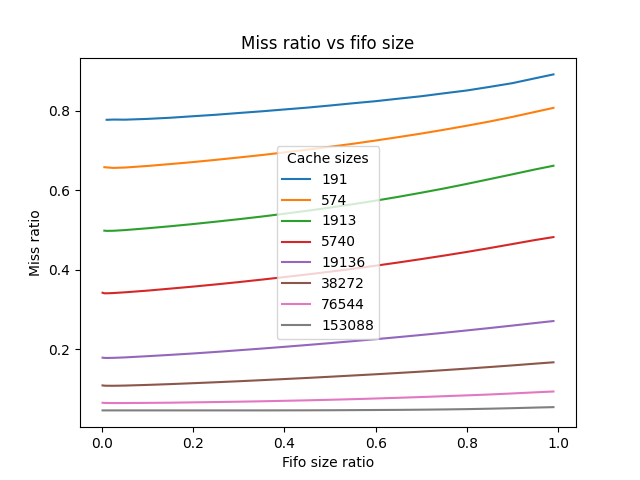 Miss ratio vs fifo size
Miss ratio
0.8
0.6
0.4
0.2
Cache sizes
191
574
1913
5740
19136
38272
76544
153088
0.0 0.2 0.4 0.6 0.8 1.0
Fifo size ratio